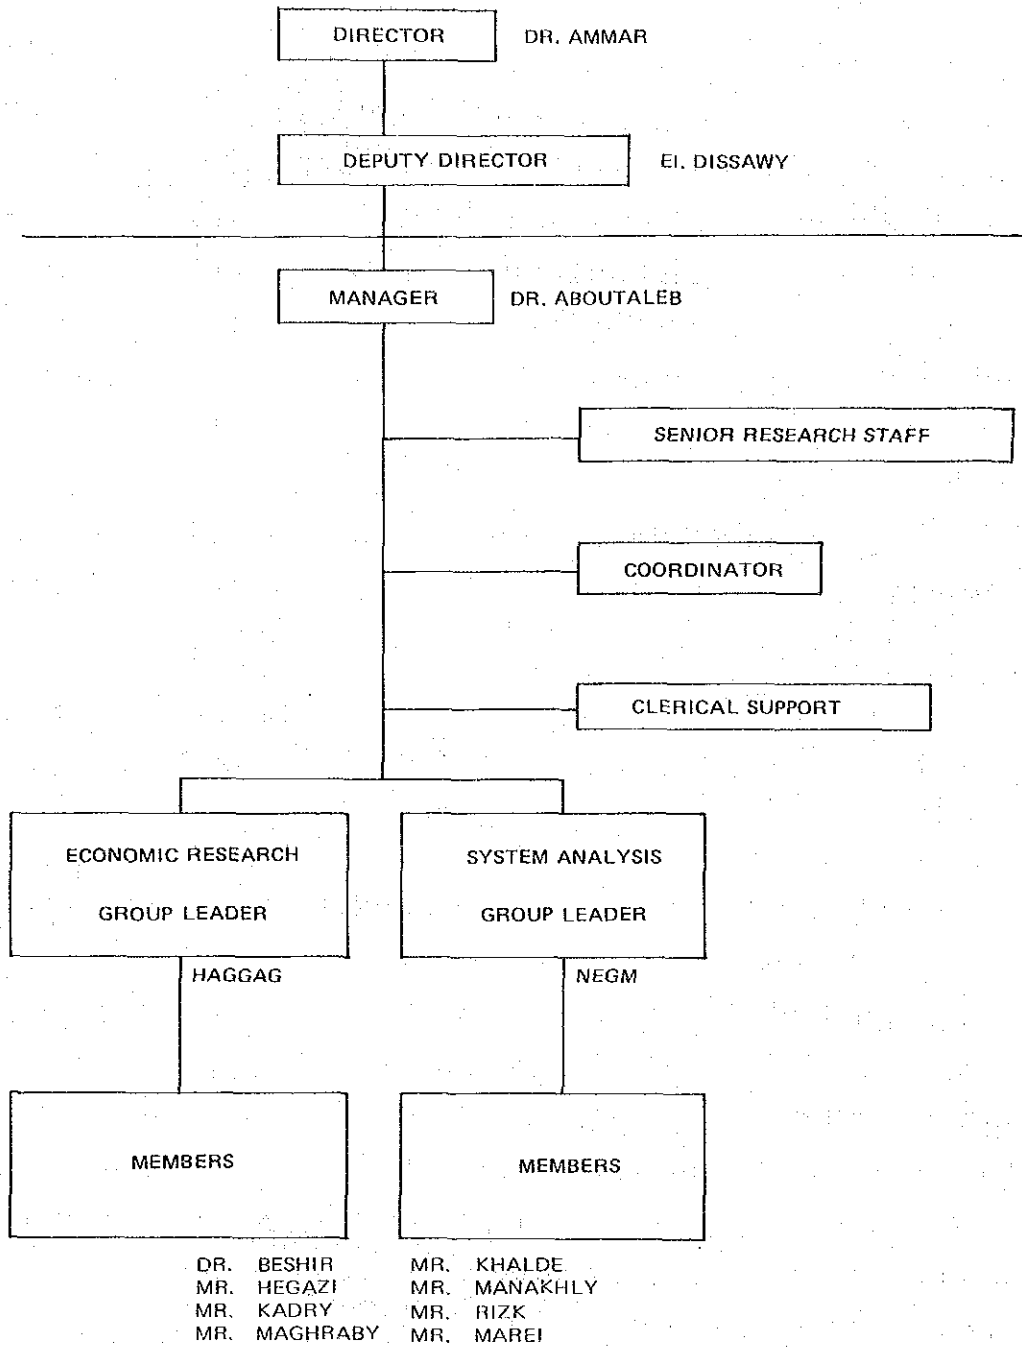 DIRECTOR DR. AMMAR
DEPUTY DIRECTOR EI. DISSAWY
MANAGER DR. ABOUTALEB
SENIOR RESEARCH STAFF
COORDINATOR
CLERICAL SUPPORT
ECONOMIC RESEARCH
GROUP LEADER
HAGGAG
SYSTEM ANALYSIS
GROUP LEADER
NEGM
MEMBERS
DR. BESHIR
MR. HEGAZI
MR. KADRY
MR. MAGHRABY
MEMBERS
MR. KHALDE
MR. MANAKHLY
MR. RIZK
MR. MAREI